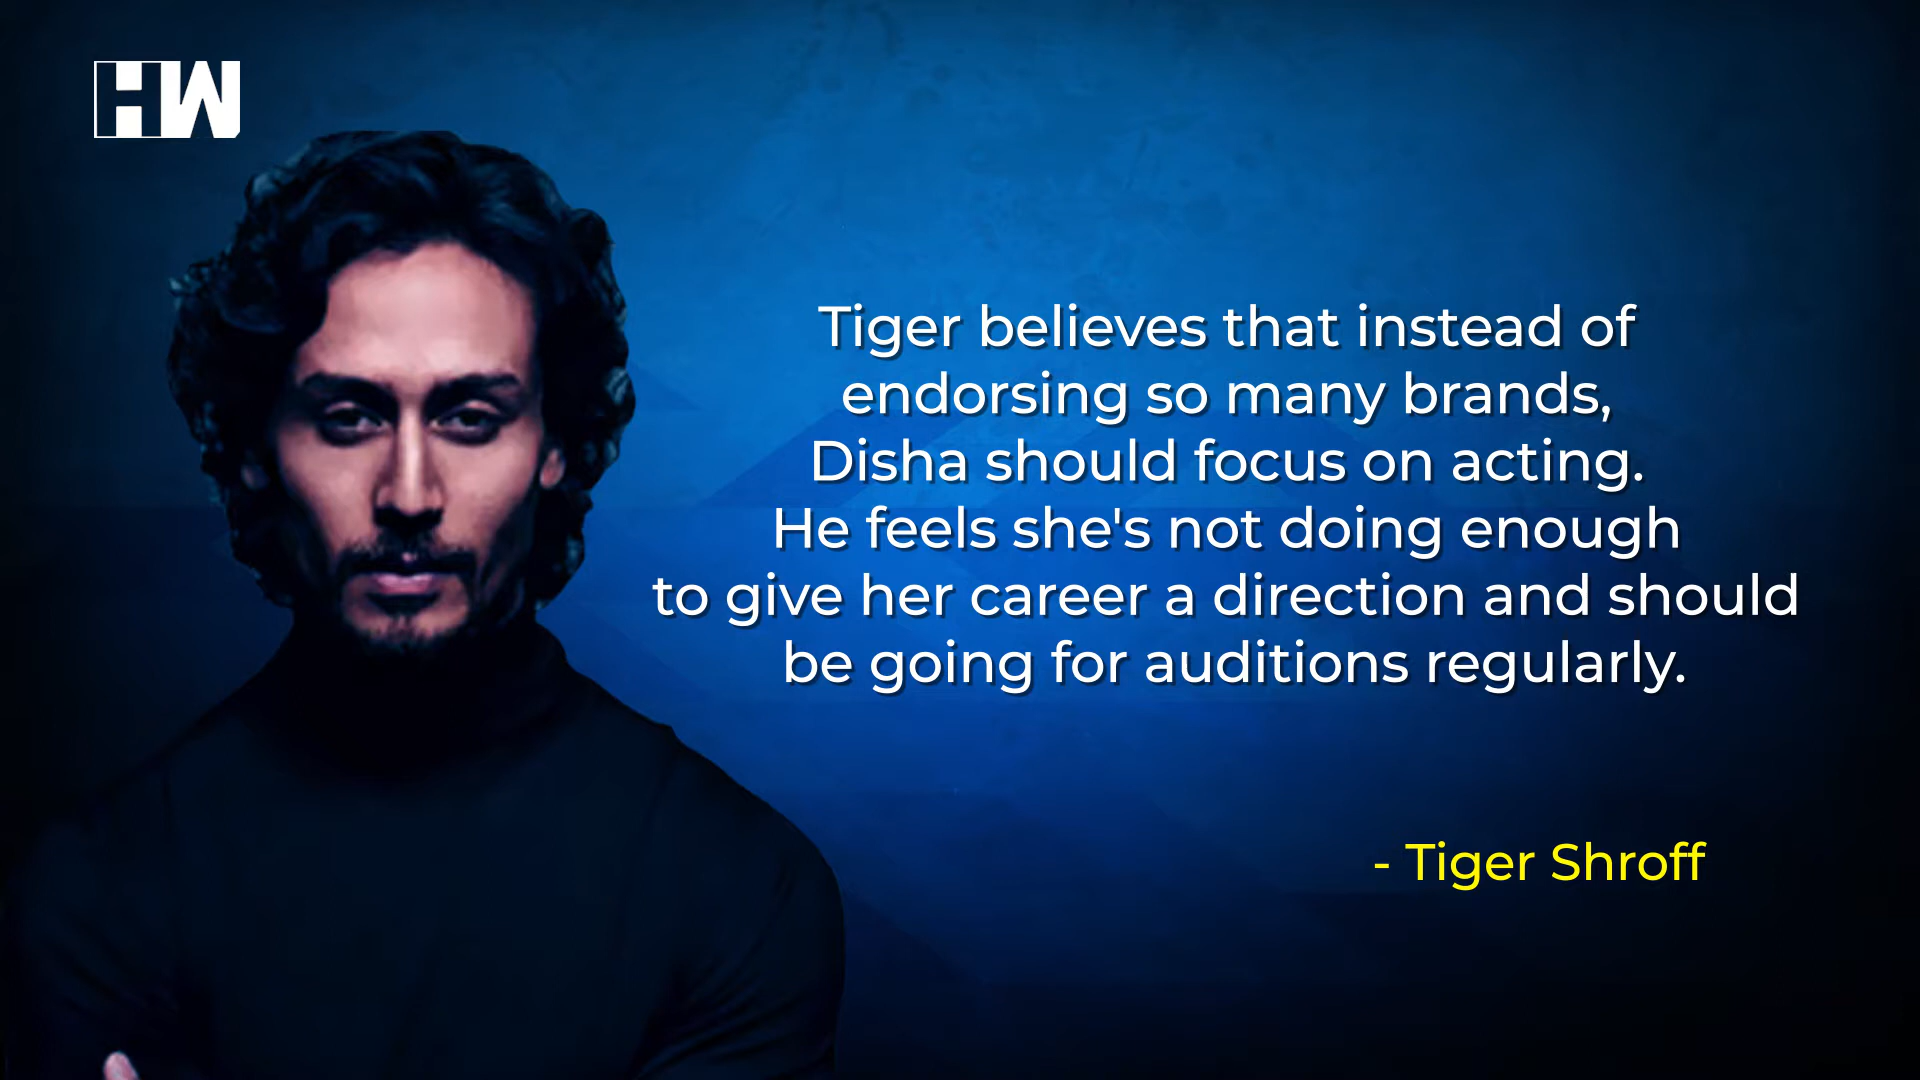 HW
Tiger believes that instead of
endorsing so many brands,
Disha should focus on acting.
He feels she's not doing enough
to give her career a direction and should
be going for auditions regularly.
- Tiger Shroff